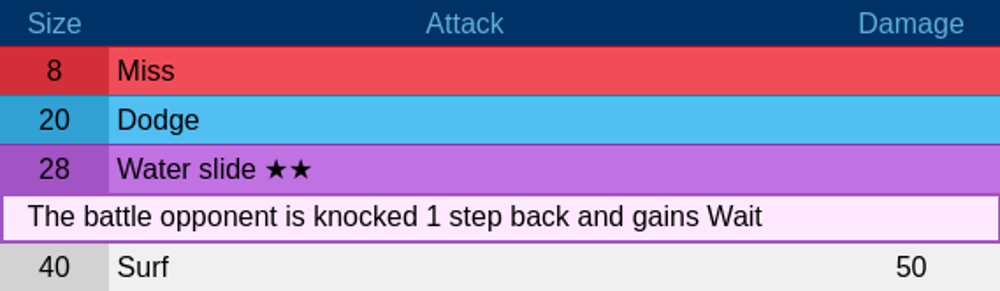 Size Attack Damage
8 Miss
20 Dodge
28 Water slide ★★
The battle opponent is knocked 1 step back and gains Wait
40 Surf 50